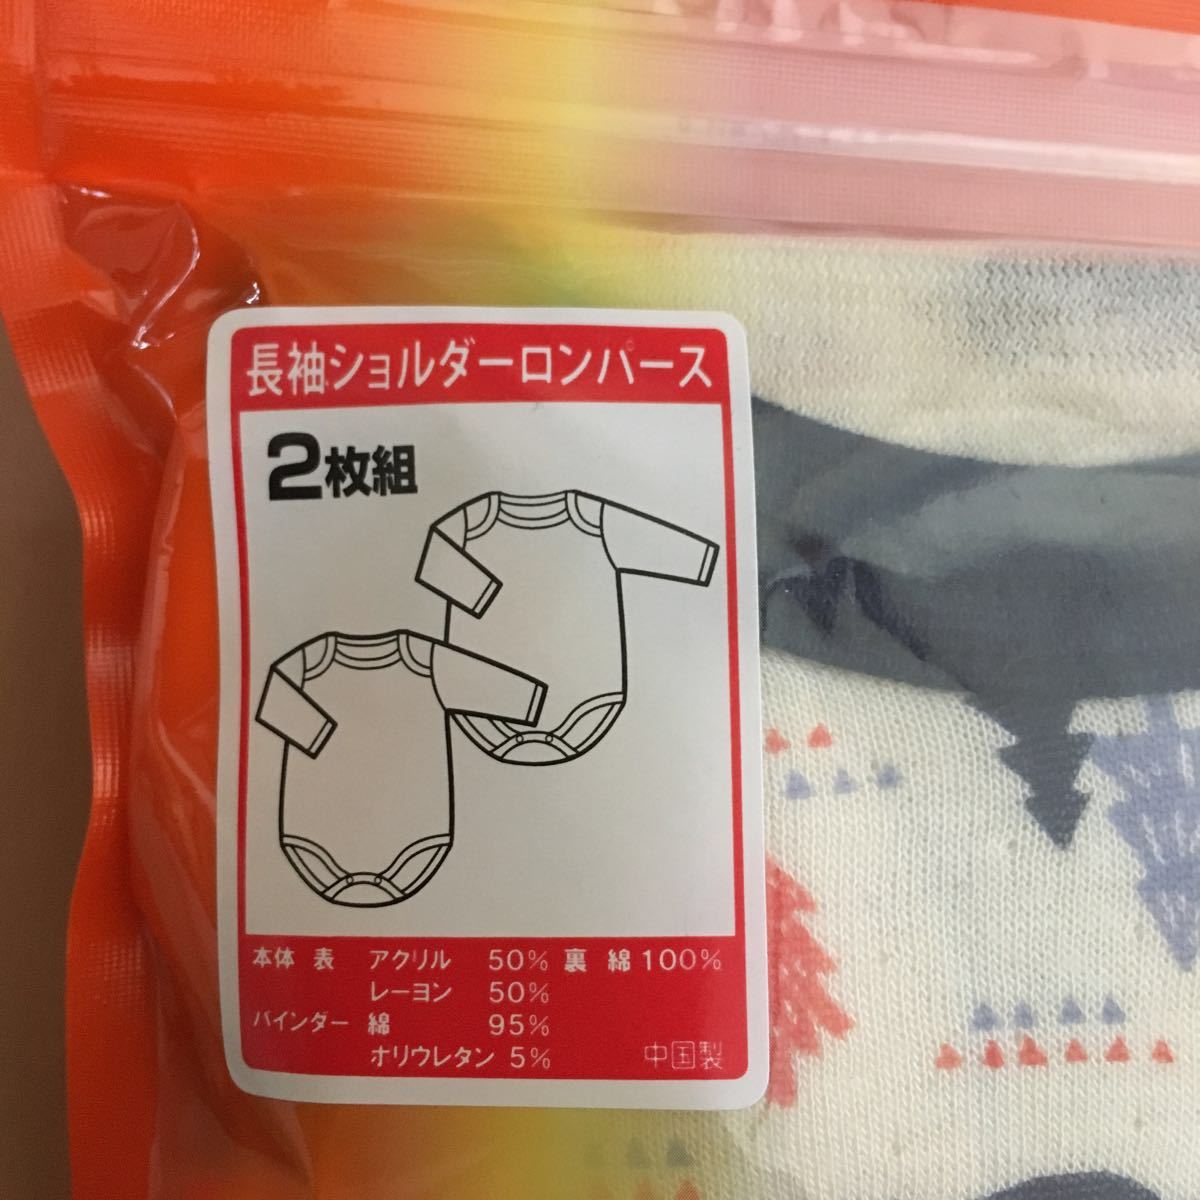 長袖ショルダーロンパース
2枚組
本体 表 アクリル 50% 裏 綿 100%
レーヨン 50%
バインダー 綿 95%
オリウレタン 5%
中国製